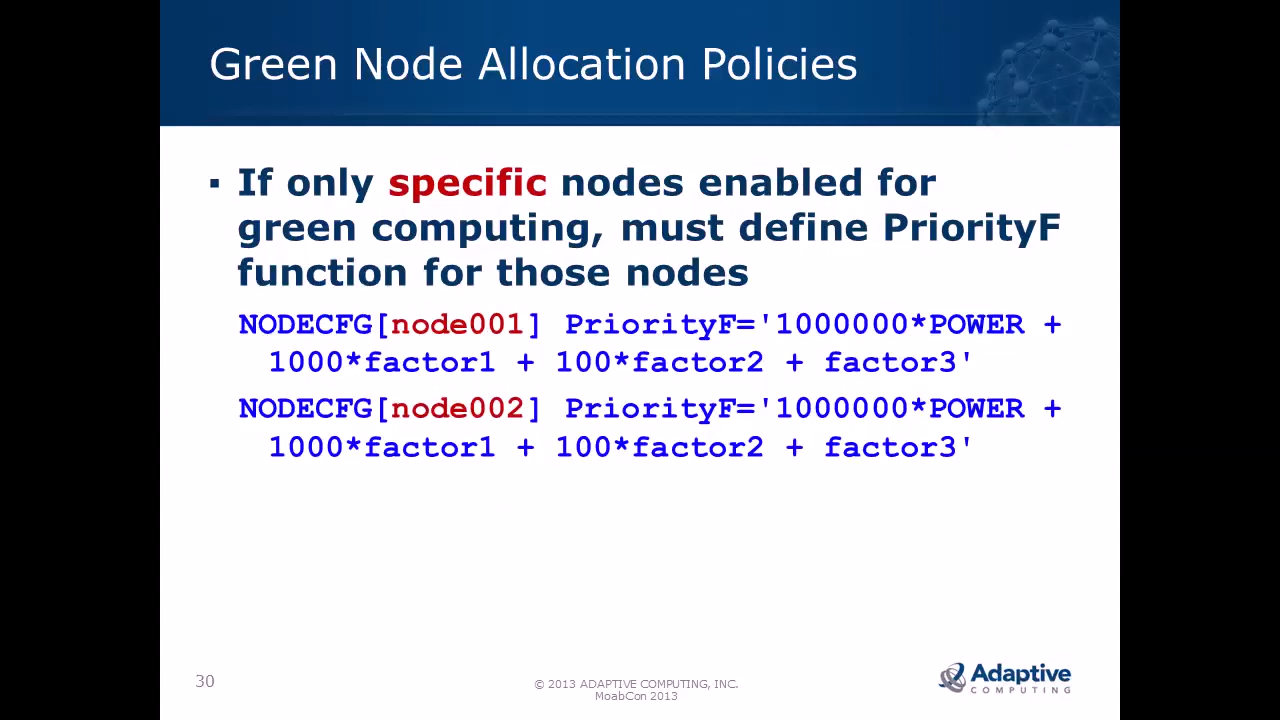 Green Node Allocation Policies
▪ If only specific nodes enabled for
green computing, must define PriorityF
function for those nodes
NODECFG[node001] PriorityF='1000000*POWER +
1000*factor1 + 100*factor2 + factor3'
NODECFG[node002] PriorityF='1000000*POWER +
1000*factor1 + 100*factor2 + factor3'
30
© 2013 ADAPTIVE COMPUTING, INC.
MoabCon 2013
Adaptive
COMPUTING